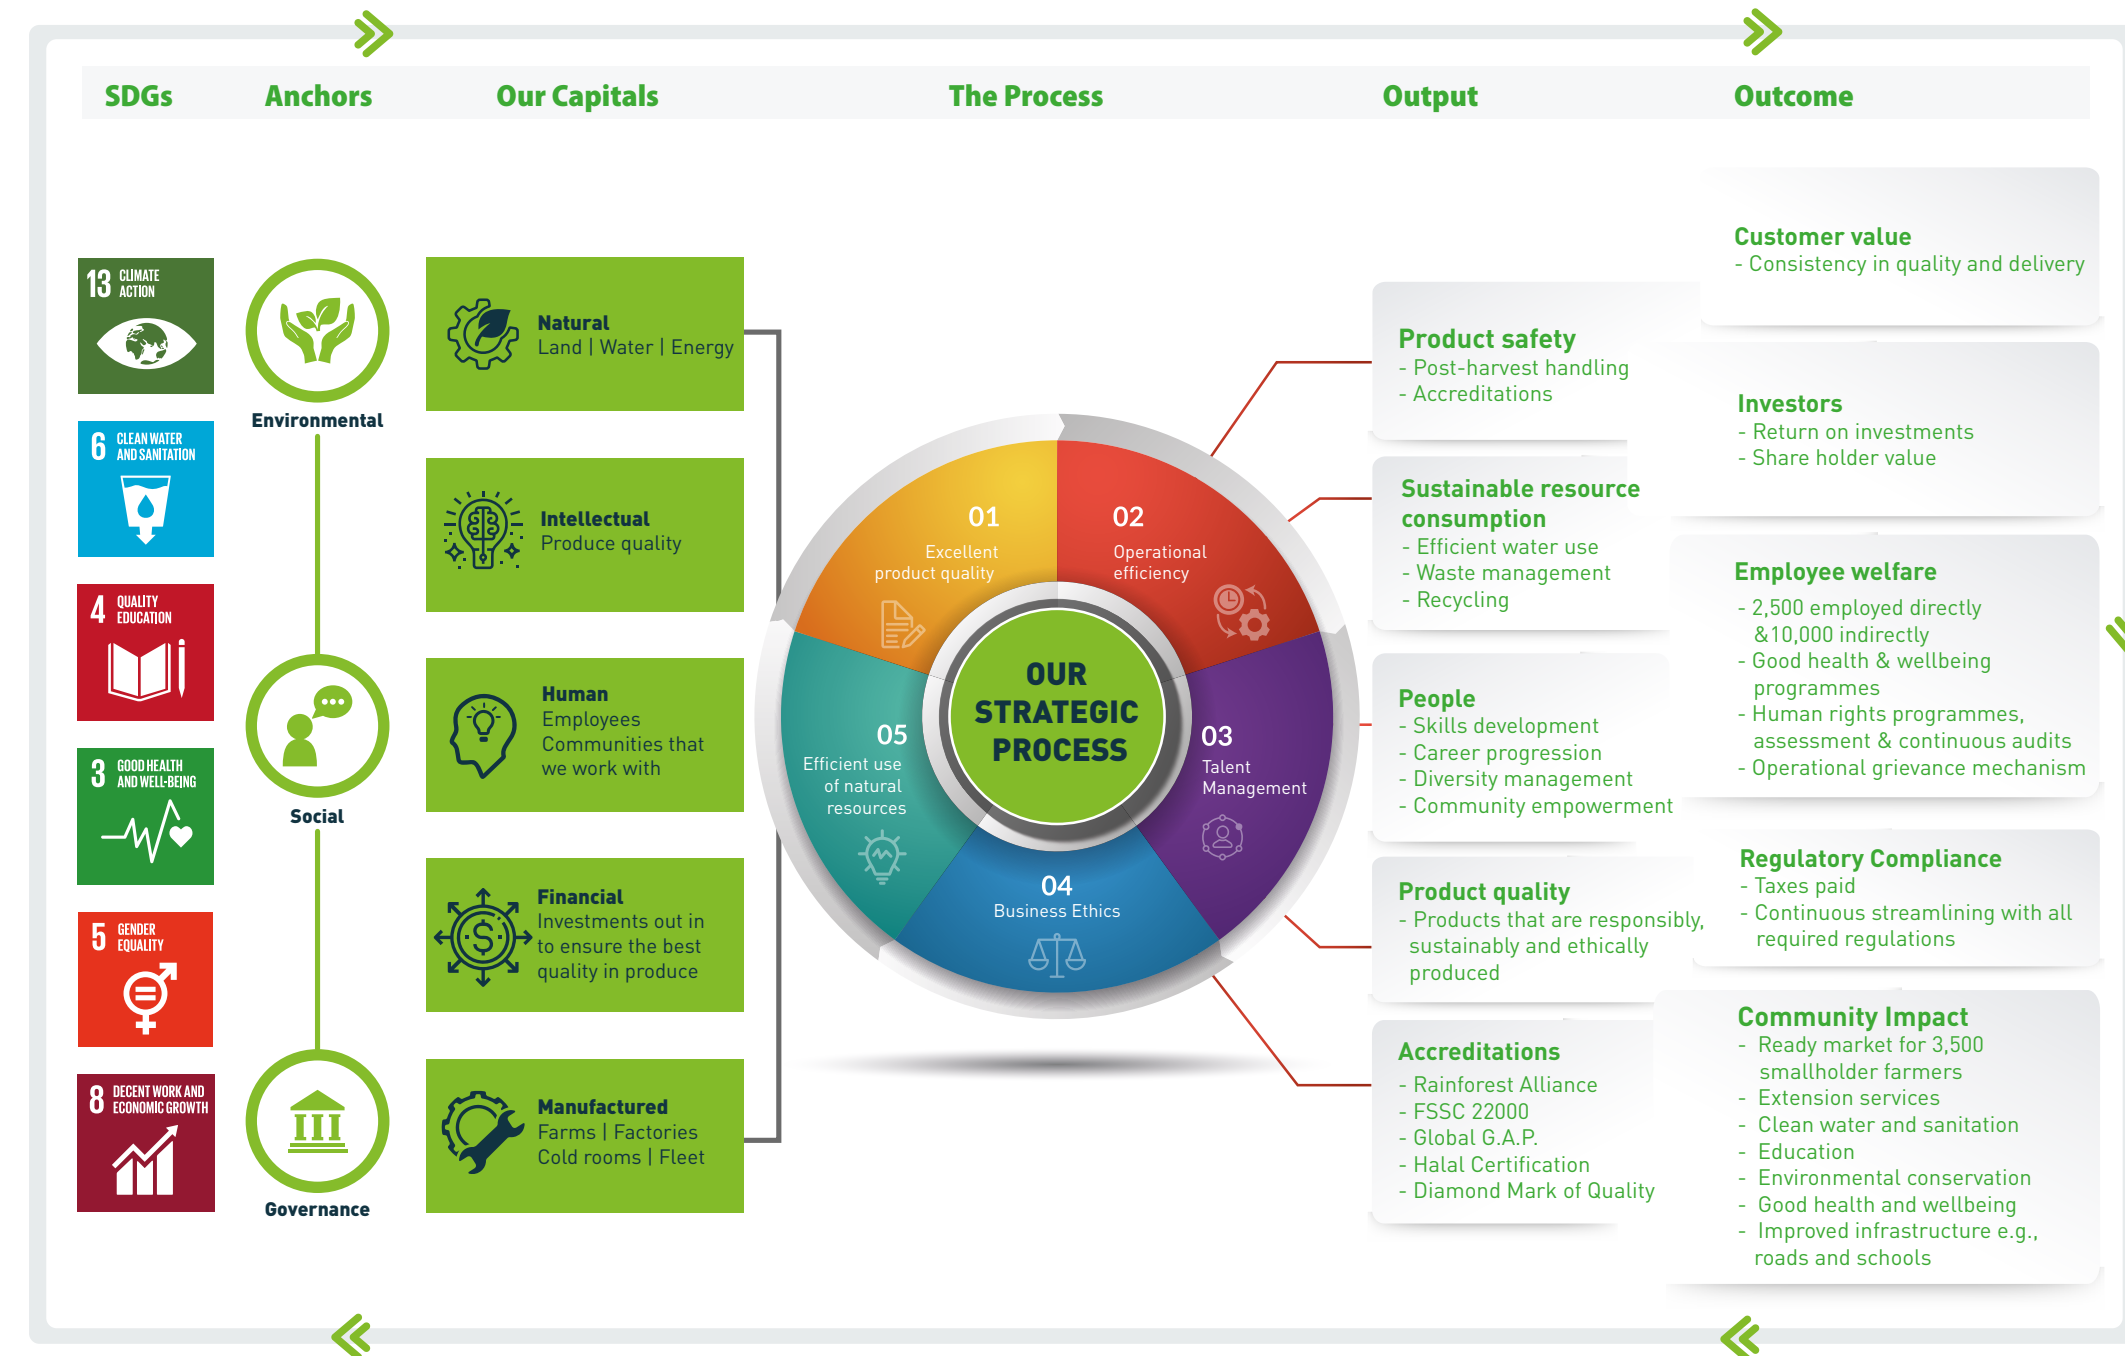 SDGs
Anchors
Our Capitals
The Process
Output
Outcome
13 CLIMATE
ACTION
6 CLEAN WATER
AND SANITATION
4 QUALITY
EDUCATION
3 GOOD HEALTH
AND WELL-BEING
5 GENDER
EQUALITY
8 DECENT WORK AND
ECONOMIC GROWTH
Environmental
Social
Governance
Natural
Land | Water | Energy
Intellectual
Produce quality
Human
Employees
Communities that
we work with
Financial
Investments out in
to ensure the best
quality in produce
Manufactured
Farms | Factories
Cold rooms | Fleet
OUR
STRATEGIC
PROCESS
01
Excellent
product quality
02
Operational
efficiency
03
Talent
Management
04
Business Ethics
05
Efficient use
of natural
resources
Product safety
- Post-harvest handling
- Accreditations
Sustainable resource
consumption
- Efficient water use
- Waste management
- Recycling
People
- Skills development
- Career progression
- Diversity management
- Community empowerment
Product quality
- Products that are responsibly,
sustainably and ethically
produced
Accreditations
- Rainforest Alliance
- FSSC 22000
- Global G.A.P.
- Halal Certification
- Diamond Mark of Quality
Customer value
- Consistency in quality and delivery
Investors
- Return on investments
- Share holder value
Employee welfare
- 2,500 employed directly
&10,000 indirectly
- Good health & wellbeing
programmes
- Human rights programmes,
assessment & continuous audits
- Operational grievance mechanism
Regulatory Compliance
- Taxes paid
- Continuous streamlining with all
required regulations
Community Impact
- Ready market for 3,500
smallholder farmers
- Extension services
- Clean water and sanitation
- Education
- Environmental conservation
- Good health and wellbeing
- Improved infrastructure e.g.,
roads and schools